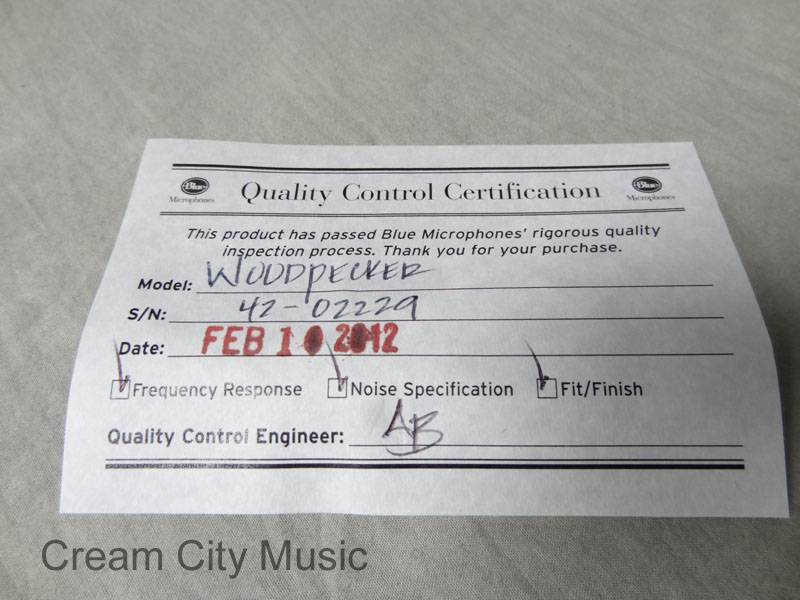 Blue
Microphones
Quality Control Certification
Blue
Microphones
This product has passed Blue Microphones' rigorous quality
inspection process. Thank you for your purchase.
Model: WOODPECKER
S/N: 42-02229
Date: FEB 10 2012
Frequency Response Noise Specification Fit/Finish
Quality Control Engineer: AB
Cream City Music